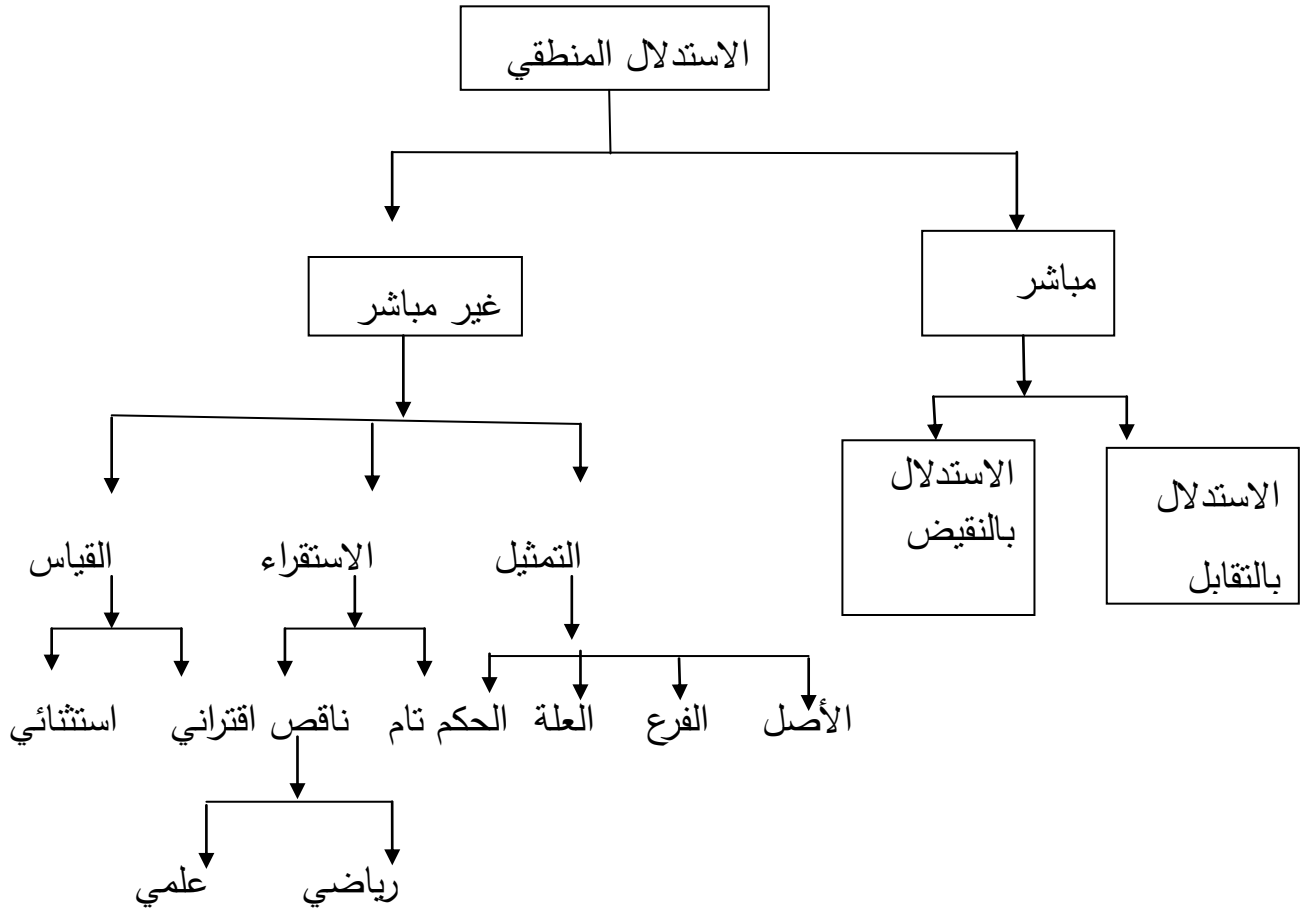 الاستدلال المنطقي
مباشر
غير مباشر
الاستدلال
بالتقابل
الاستدلال
بالنقيض
التمثيل
الاستقراء
القياس
الأصل
الفرع
العلة
الحكم
تام
ناقص
اقتراني
استثنائي
رياضي
علمي